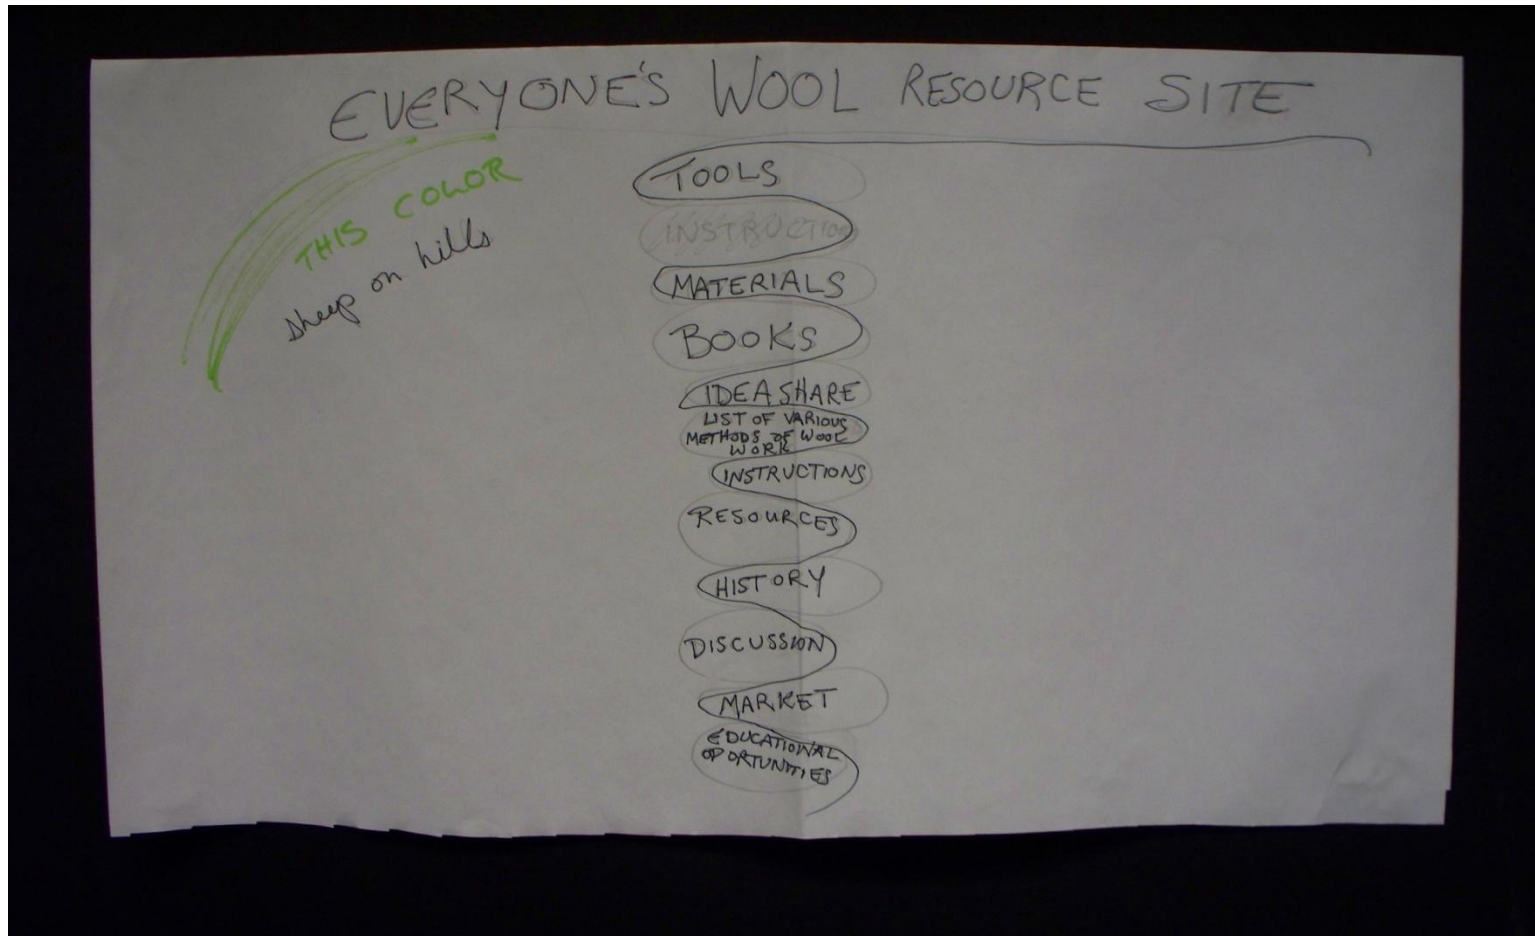 EVERYONE'S WOOL RESOURCE SITE
THIS COLOR
sheep on hills
TOOLS
INSTRUCTION
MATERIALS
BOOKS
IDEA SHARE
LIST OF VARIOUS
METHODS OF WOOL
WORK
INSTRUCTIONS
RESOURCES
HISTORY
DISCUSSION
MARKET
EDUCATIONAL
OPORTUNITIES